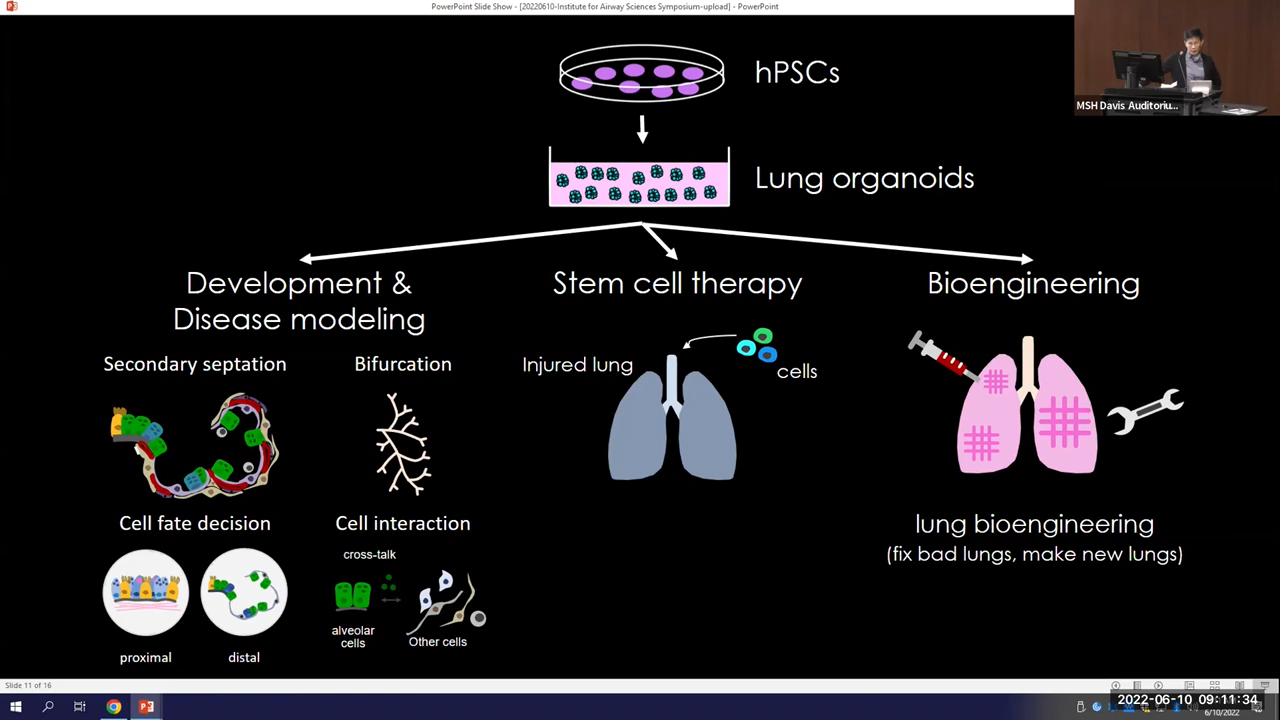 PowerPoint Slide Show - [20220610-Institute for Airway Sciences Symposium-upload] - PowerPoint
MSH Davis Auditoriu...
hPSCs
Lung organoids
Development &
Disease modeling
Stem cell therapy
Bioengineering
Secondary septation
Bifurcation
Injured lung
cells
Cell fate decision
Cell interaction
cross-talk
alveolar
cells
Other cells
proximal
distal
lung bioengineering
(fix bad lungs, make new lungs)
Slide 11 of 16
2022-06-10 09:11:34
6/10/2022